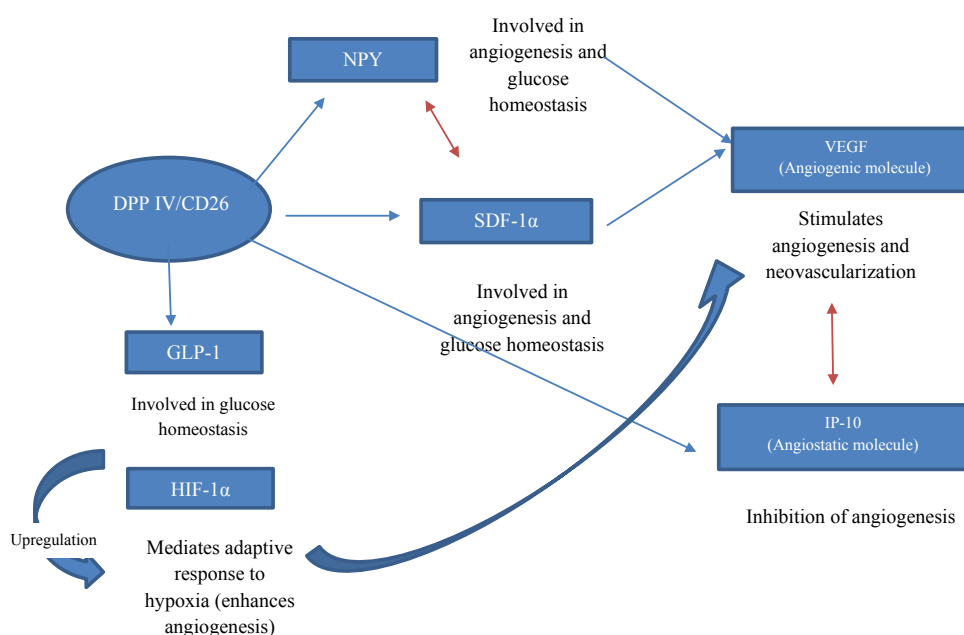 NPY
Involved in
angiogenesis and
glucose
homeostasis
VEGF
(Angiogenic molecule)
DPP IV/CD26
SDF-1α
Stimulates
angiogenesis and
neovascularization
Involved in
angiogenesis and
glucose homeostasis
GLP-1
Involved in glucose
homeostasis
IP-10
(Angiostatic molecule)
HIF-1α
Inhibition of angiogenesis
Upregulation
Mediates adaptive
response to
hypoxia (enhances
angiogenesis)